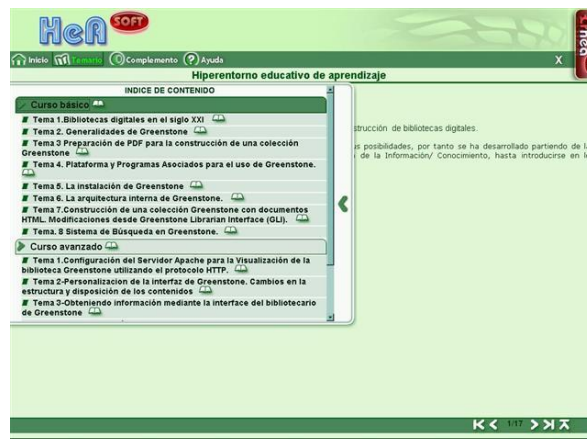 HeA SOFT
Inicio Temario Complemento Ayuda X
Hiperentorno educativo de aprendizaje
INDICE DE CONTENIDO
Curso básico
Tema 1.Bibliotecas digitales en el siglo XXI
Tema 2. Generalidades de Greenstone
Tema 3 Preparación de PDF para la construcción de una colección
Greenstone
Tema 4. Plataforma y Programas Asociados para el uso de Greenstone.
Tema 5. La instalación de Greenstone
Tema 6. La arquitectura interna de Greenstone.
Tema 7.Construcción de una colección Greenstone con documentos
HTML. Modificaciones desde Greenstone Librarian Interface (GLI).
Tema. 8 Sistema de Búsqueda en Greenstone.
Curso avanzado
Tema 1.Configuración del Servidor Apache para la Visualización de la
biblioteca Greenstone utilizando el protocolo HTTP.
Tema 2-Personalizacion de la interfaz de Greenstone. Cambios en la
estructura y disposición de los contenidos
Tema 3-Obteniendo información mediante la interface del bibliotecario
de Greenstone
strucción de bibliotecas digitales.
us posibilidades, por tanto se ha desarrollado partiendo de l
de la Información/ Conocimiento, hasta introducirse en l
1/17